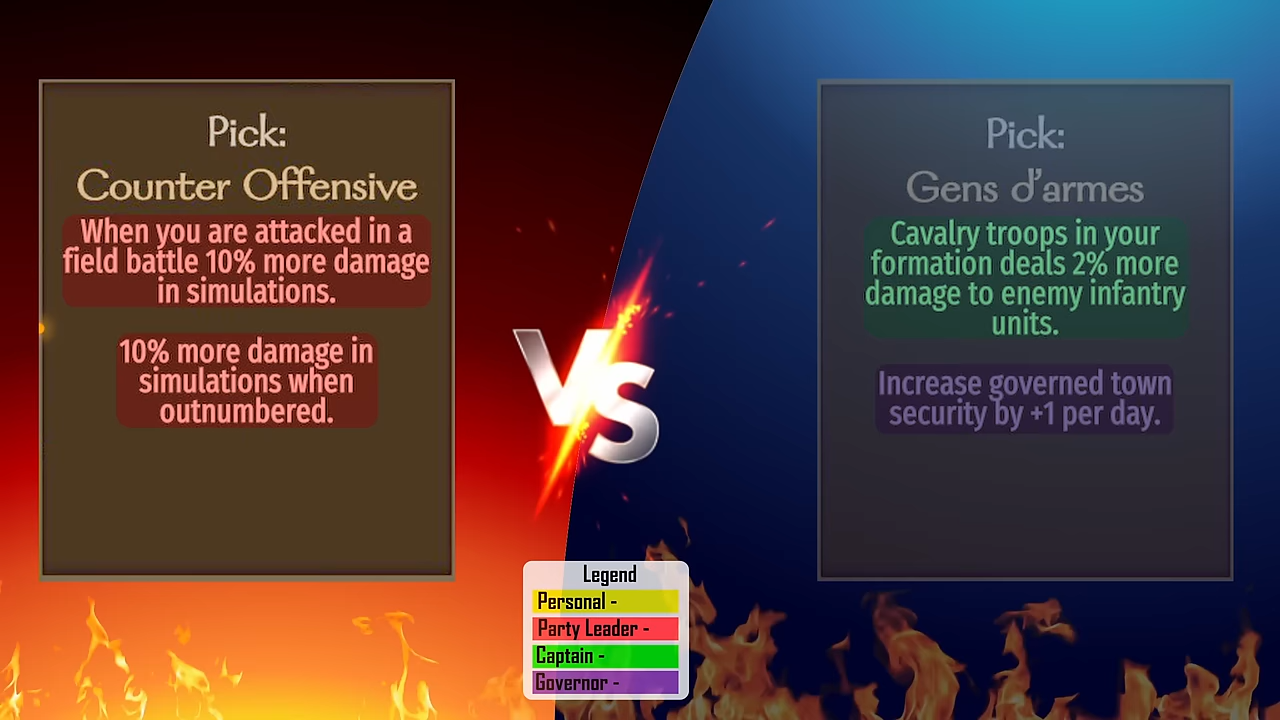 Pick:
Counter Offensive
When you are attacked in a
field battle 10% more damage
in simulations.
10% more damage in
simulations when
outnumbered.
VS
Pick:
Gens d'armes
Cavalry troops in your
formation deals 2% more
damage to enemy infantry
units.
Increase governed town
security by +1 per day.
Legend
Personal -
Party Leader -
Captain -
Governor -